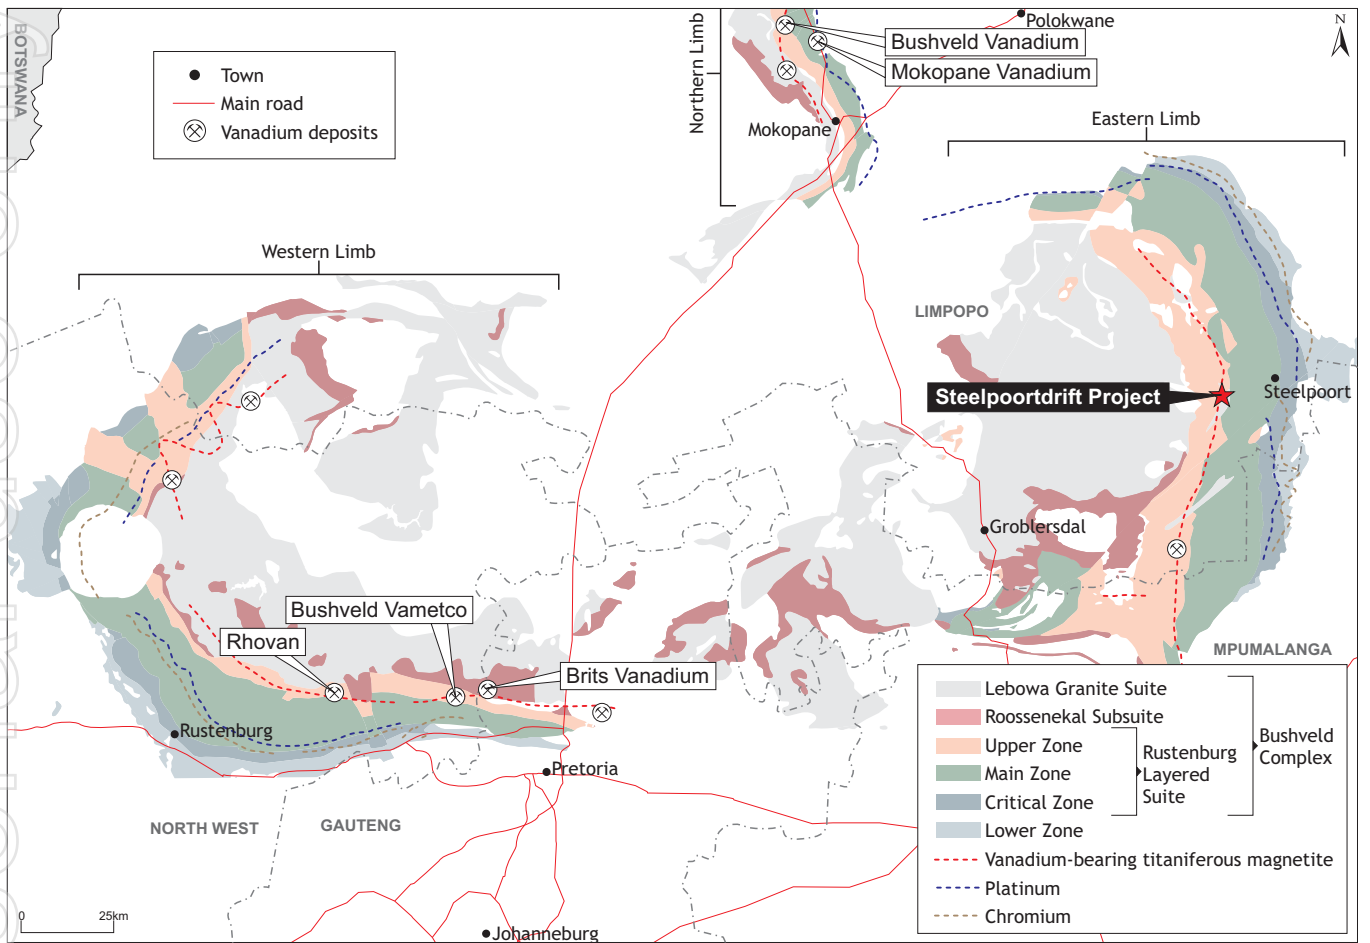 BOTSWANA
Town
Main road
Vanadium deposits
Northern Limb
Polokwane
Bushveld Vanadium
Mokopane Vanadium
Mokopane
N
Eastern Limb
Western Limb
LIMPOPO
Steelpoortdrift Project
Steelpoort
Groblersdal
Bushveld Vametco
Rhovan
Brits Vanadium
Rustenburg
Pretoria
MPUMALANGA
NORTH WEST
GAUTENG
Johanneburg
0 25km
Lebowa Granite Suite
Roossenekal Subsuite
Upper Zone
Main Zone
Critical Zone
Lower Zone
Rustenburg
Layered
Suite
Bushveld
Complex
Vanadium-bearing titaniferous magnetite
Platinum
Chromium